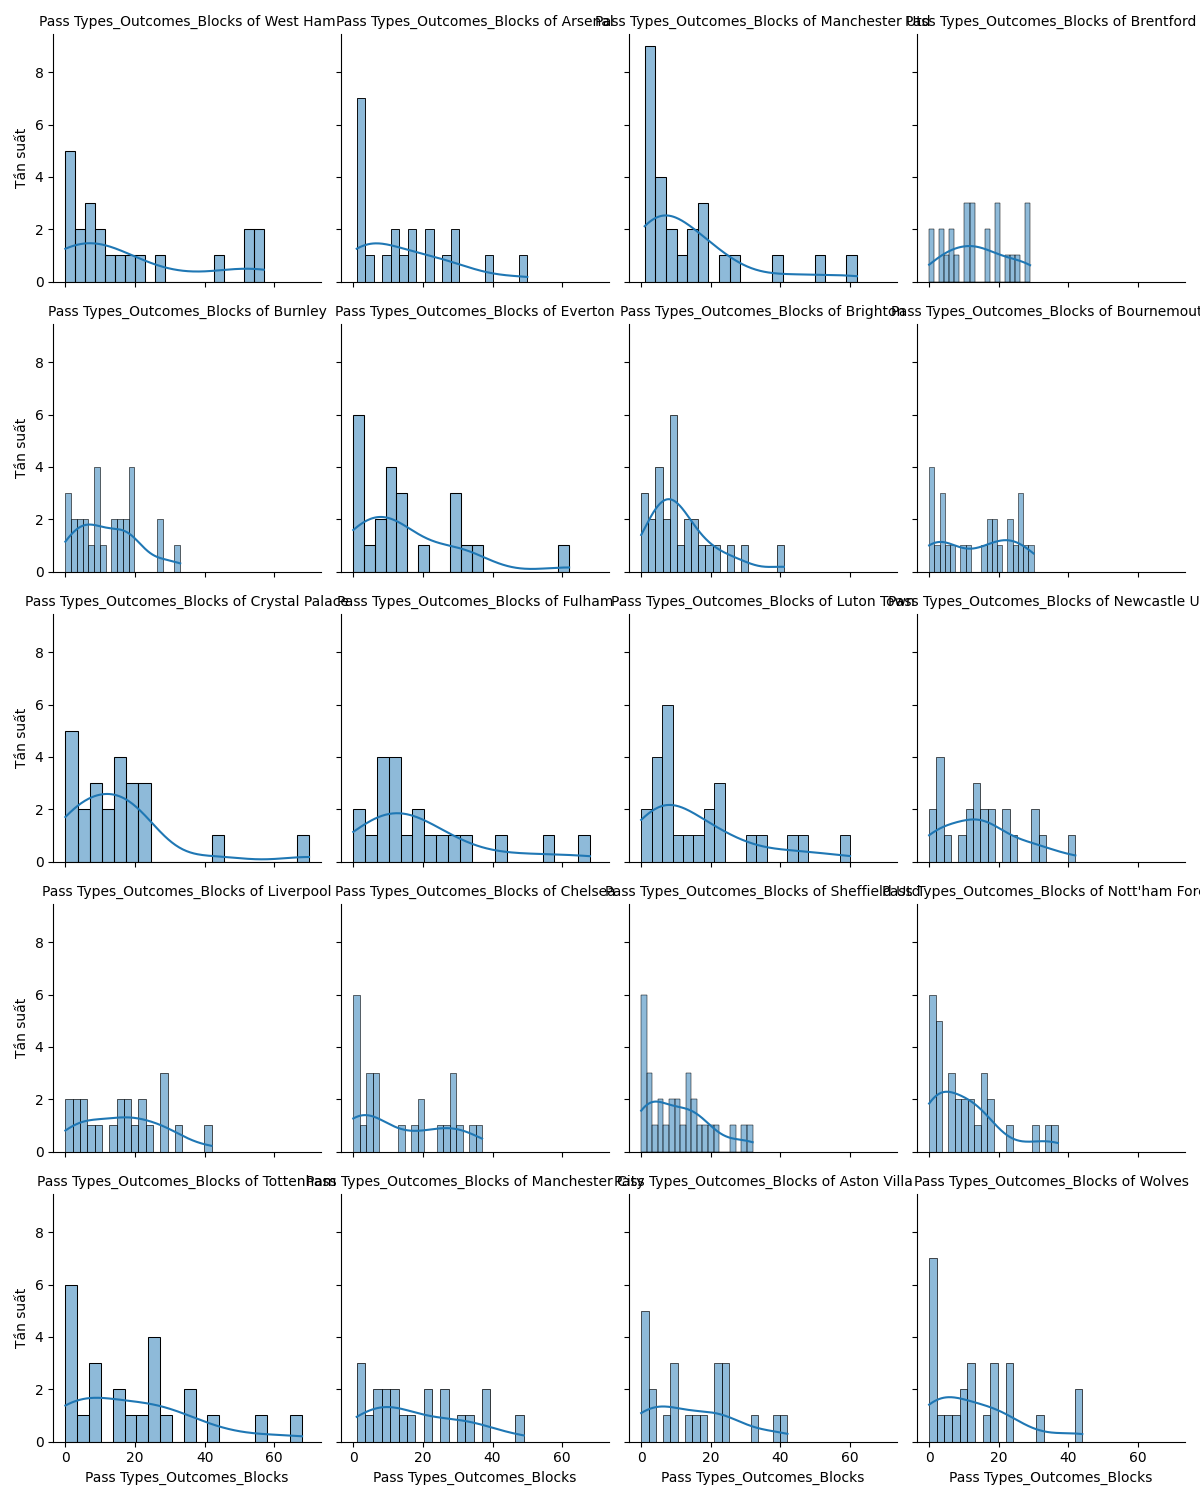 Pass Types_Outcomes_Blocks of West Ham
Pass Types_Outcomes_Blocks of Arsenal
Pass Types_Outcomes_Blocks of Manchester Utd
Pass Types_Outcomes_Blocks of Brentford
8
6
4
2
0
Tần suất
Pass Types_Outcomes_Blocks of Burnley
Pass Types_Outcomes_Blocks of Everton
Pass Types_Outcomes_Blocks of Brighton
Pass Types_Outcomes_Blocks of Bournemout
8
6
4
2
0
Tần suất
Pass Types_Outcomes_Blocks of Crystal Palace
Pass Types_Outcomes_Blocks of Fulham
Pass Types_Outcomes_Blocks of Luton Town
Pass Types_Outcomes_Blocks of Newcastle U
8
6
4
2
0
Tần suất
Pass Types_Outcomes_Blocks of Liverpool
Pass Types_Outcomes_Blocks of Chelsea
Pass Types_Outcomes_Blocks of Sheffield Utd
Pass Types_Outcomes_Blocks of Nott'ham Fore
8
6
4
2
0
Tần suất
Pass Types_Outcomes_Blocks of Tottenham
Pass Types_Outcomes_Blocks of Manchester City
Pass Types_Outcomes_Blocks of Aston Villa
Pass Types_Outcomes_Blocks of Wolves
8
6
4
2
0
Tần suất
0 20 40 60
0 20 40 60
0 20 40 60
0 20 40 60
Pass Types_Outcomes_Blocks
Pass Types_Outcomes_Blocks
Pass Types_Outcomes_Blocks
Pass Types_Outcomes_Blocks